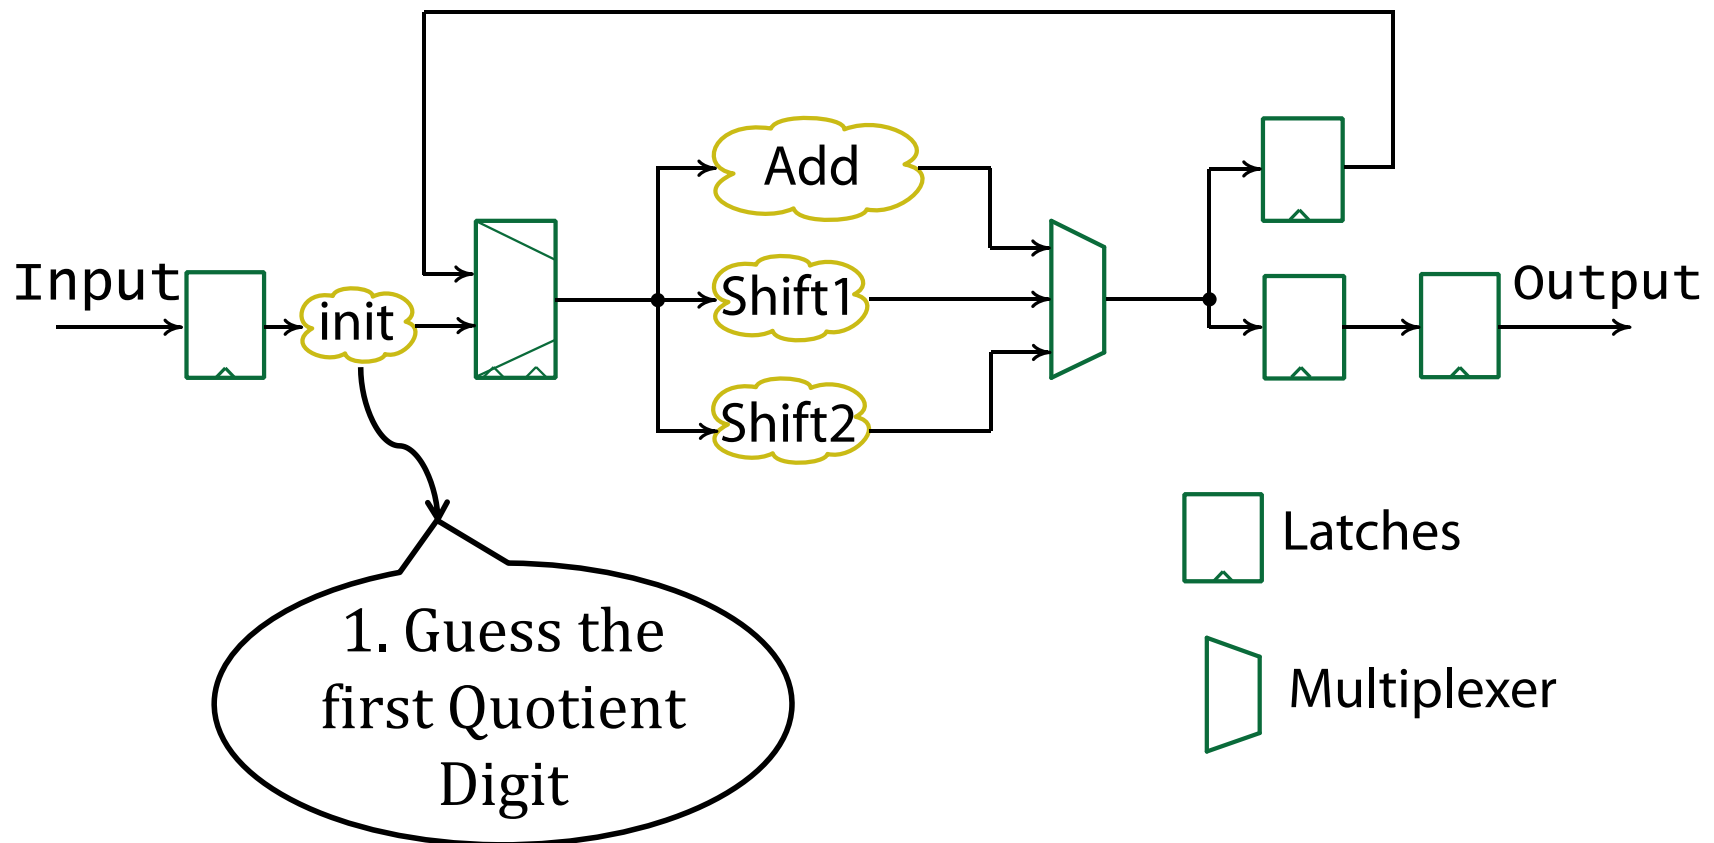 Add
Input
init
Shift1
Output
Shift2
Latches
1. Guess the
first Quotient
Digit
Multiplexer